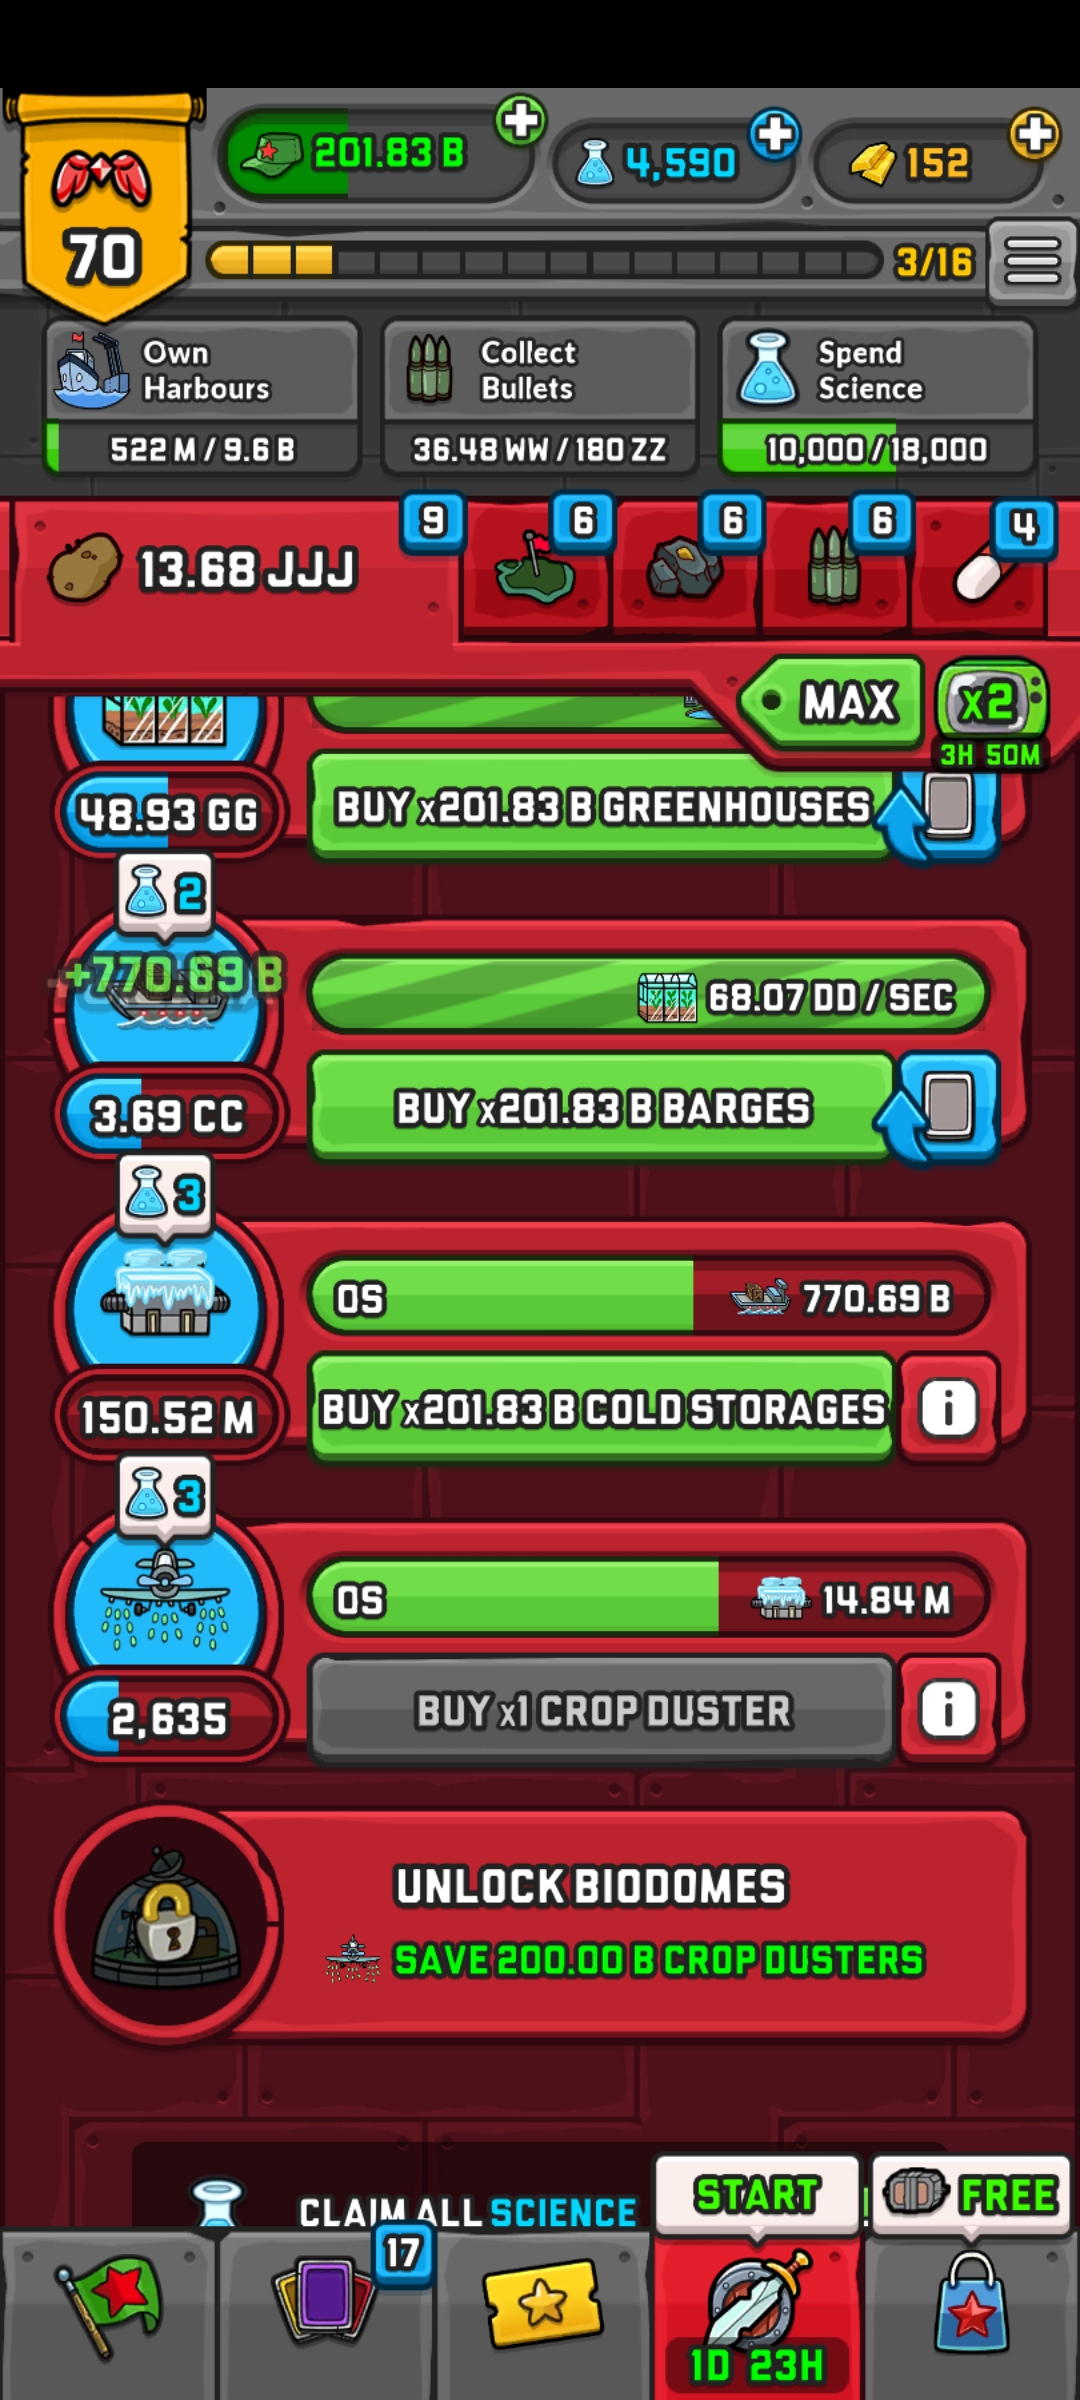 201.83 B
4,590
152
70
3/16
Own
Harbours
522 M / 9.6 B
Collect
Bullets
36.48 WW / 180 ZZ
Spend
Science
10,000 / 18,000
13.68 JJJ
9
6
6
6
4
MAX
x2
3H 50M
48.93 GG
BUY x201.83 B GREENHOUSES
2
+770.69 B
68.07 DD / SEC
3.69 CC
BUY x201.83 B BARGES
3
0S
770.69 B
150.52 M
BUY x201.83 B COLD STORAGES
i
3
0S
14.84 M
2,635
BUY x1 CROP DUSTER
i
UNLOCK BIODOMES
SAVE 200.00 B CROP DUSTERS
CLAIM ALL SCIENCE
START
FREE
17
1D 23H